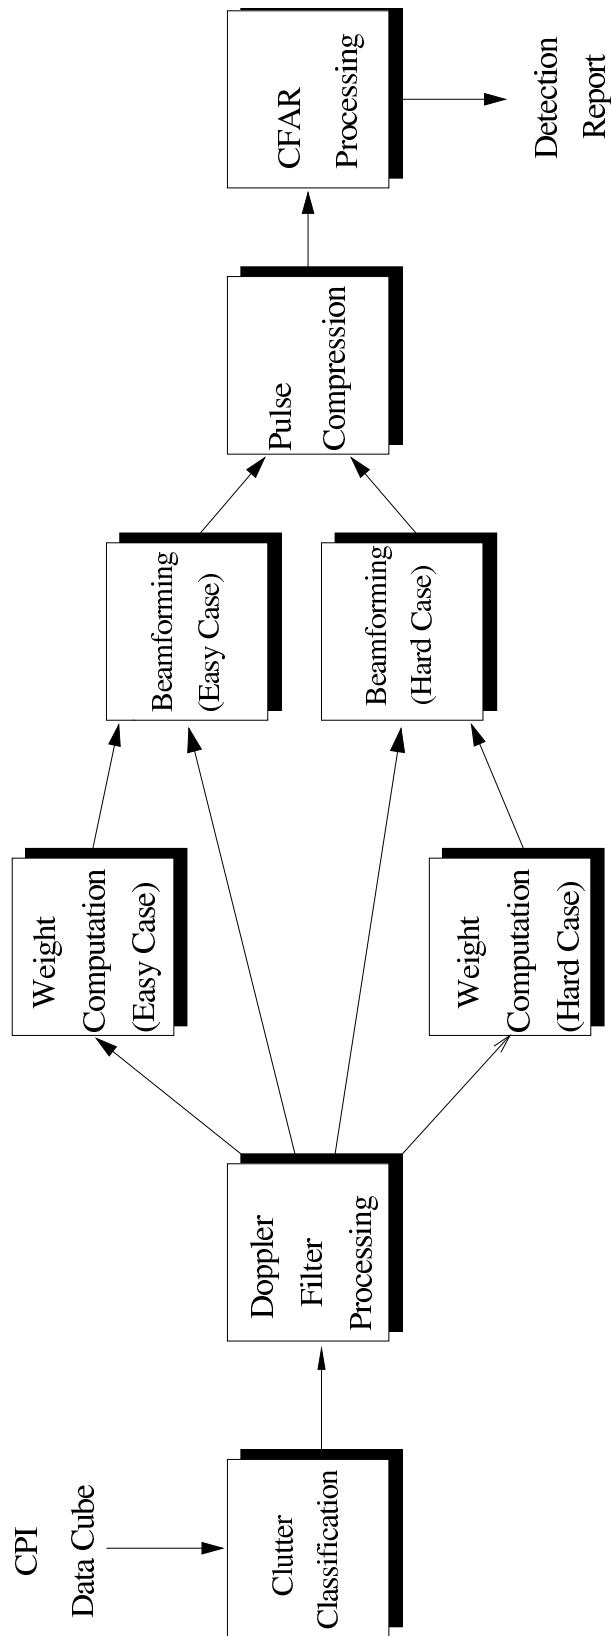 CPI
Data Cube
Clutter
Classification
Doppler
Filter
Processing
Weight
Computation
(Easy Case)
Weight
Computation
(Hard Case)
Beamforming
(Easy Case)
Beamforming
(Hard Case)
Pulse
Compression
CFAR
Processing
Detection
Report